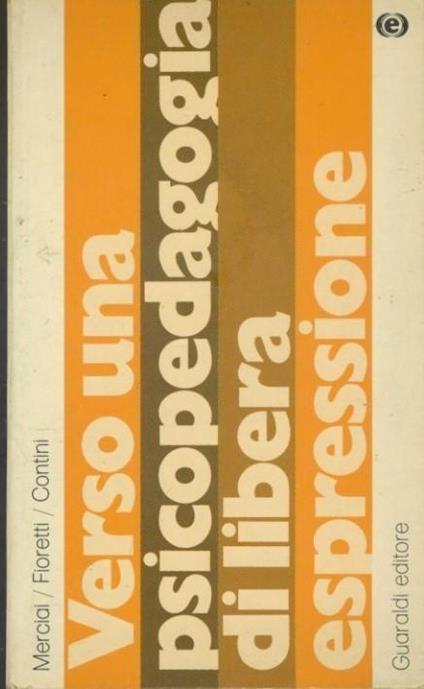 Merciai / Fioretti / Contini
Verso una
psicopedagogia
di libera
espressione
Guaraldi editore
e